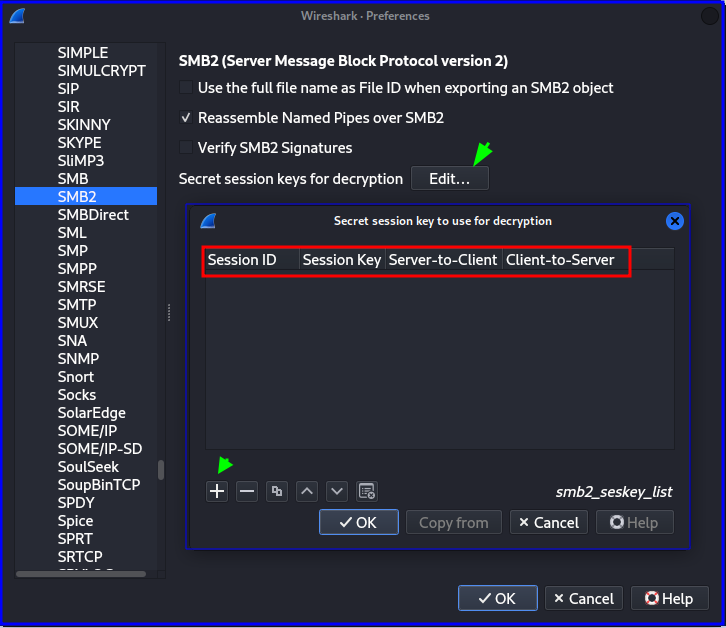 Wireshark · Preferences
SIMPLE
SIMULCRYPT
SIP
SIR
SKINNY
SKYPE
SliMP3
SMB
SMB2
SMBDirect
SML
SMP
SMPP
SMRSE
SMTP
SMUX
SNA
SNMP
Snort
Socks
SolarEdge
SOME/IP
SOME/IP-SD
SoulSeek
SoupBinTCP
SPDY
Spice
SPRT
SRTCP
SMB2 (Server Message Block Protocol version 2)
Use the full file name as File ID when exporting an SMB2 object
Reassemble Named Pipes over SMB2
Verify SMB2 Signatures
Secret session keys for decryption Edit...
Secret session key to use for decryption
Session ID Session Key Server-to-Client Client-to-Server
smb2_seskey_list
OK Copy from Cancel Help
OK Cancel Help